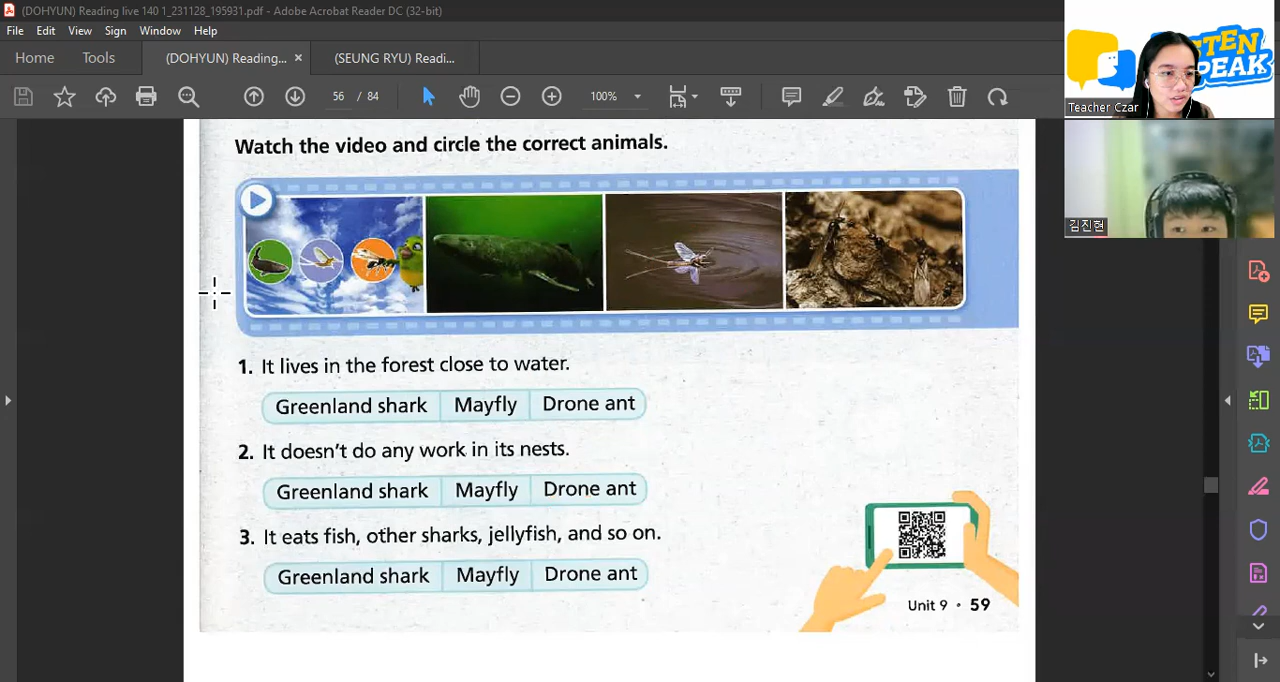 (DOHYUN) Reading live 140 1_231128_195931.pdf - Adobe Acrobat Reader DC (32-bit)
File Edit View Sign Window Help
Home Tools (DOHYUN) Reading... × (SEUNG RYU) Readi...
56 / 84 100%
Teacher Czar
김진현
Watch the video and circle the correct animals.
1. It lives in the forest close to water.
Greenland shark Mayfly Drone ant
2. It doesn't do any work in its nests.
Greenland shark Mayfly Drone ant
3. It eats fish, other sharks, jellyfish, and so on.
Greenland shark Mayfly Drone ant
Unit 9 • 59